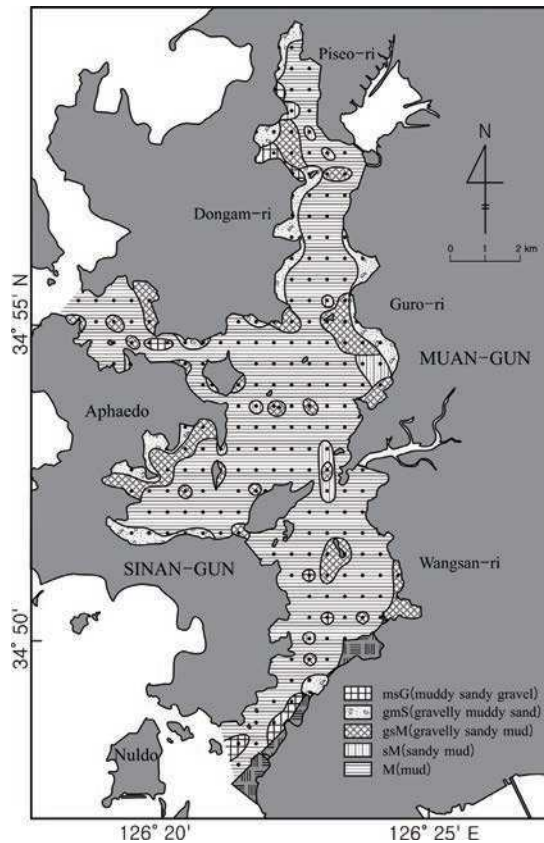 Piseo-ri
N
Dongam-ri
0 1 2 km
34° 55' N
Guro-ri
MUAN-GUN
Aphaedo
SINAN-GUN
Wangsan-ri
34° 50'
msG(muddy sandy gravel)
gmS(gravelly muddy sand)
gsM(gravelly sandy mud)
sM(sandy mud)
M(mud)
Nuldo
126° 20'
126° 25' E